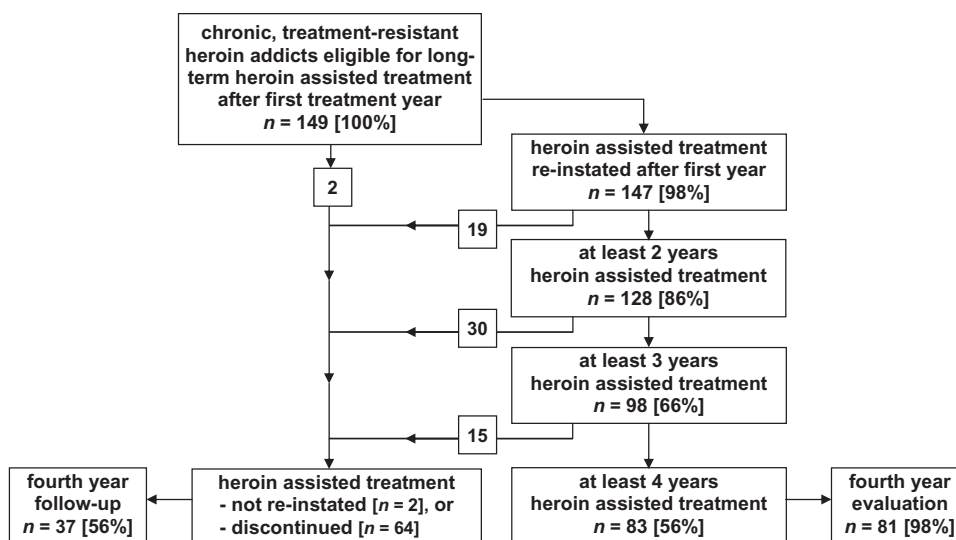 chronic, treatment-resistant
heroin addicts eligible for long-
term heroin assisted treatment
after first treatment year
n = 149 [100%]
heroin assisted treatment
re-instated after first year
n = 147 [98%]
2
19
at least 2 years
heroin assisted treatment
n = 128 [86%]
30
at least 3 years
heroin assisted treatment
n = 98 [66%]
15
fourth year
follow-up
n = 37 [56%]
heroin assisted treatment
- not re-instated [n = 2], or
- discontinued [n = 64]
at least 4 years
heroin assisted treatment
n = 83 [56%]
fourth year
evaluation
n = 81 [98%]